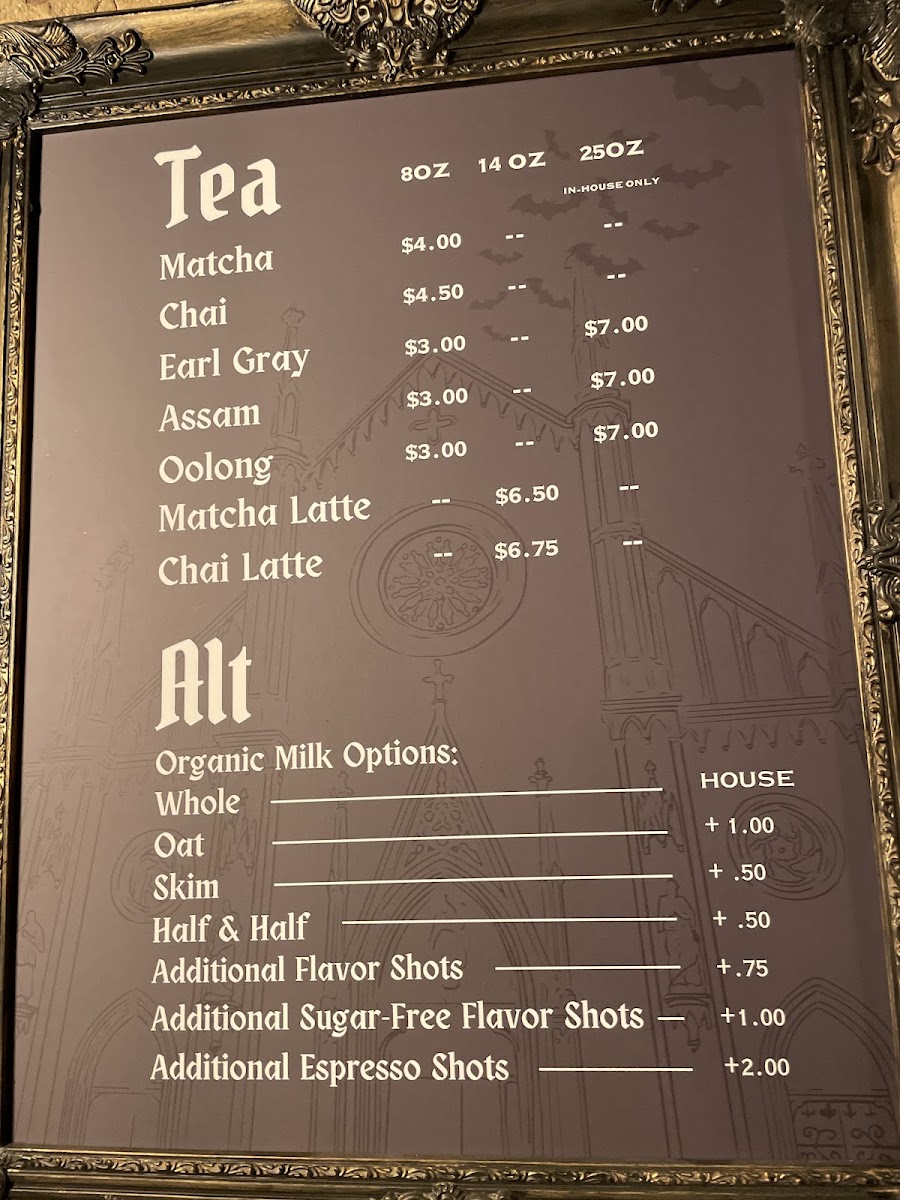 Tea 8OZ 14 OZ 25OZ
IN-HOUSE ONLY
Matcha $4.00 -- --
Chai $4.50 -- --
Earl Gray $3.00 -- $7.00
Assam $3.00 -- $7.00
Oolong $3.00 -- $7.00
Matcha Latte -- $6.50 --
Chai Latte -- $6.75 --
Alt
Organic Milk Options:
Whole HOUSE
Oat + 1.00
Skim + .50
Half & Half + .50
Additional Flavor Shots +.75
Additional Sugar-Free Flavor Shots +1.00
Additional Espresso Shots +2.00